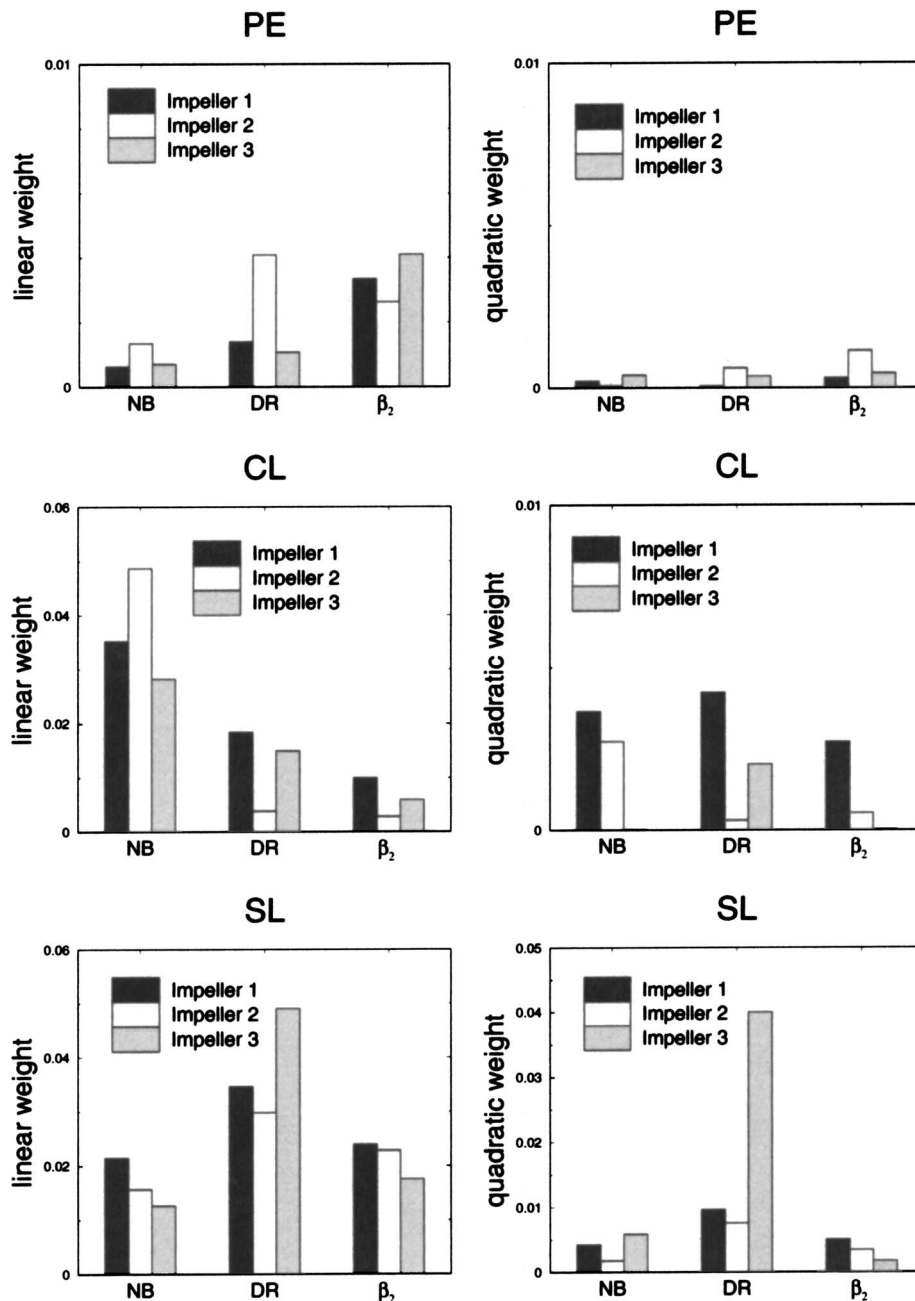 PE
0.01
Impeller 1
Impeller 2
Impeller 3
linear weight
0
NB DR β₂
PE
0.01
Impeller 1
Impeller 2
Impeller 3
quadratic weight
0
NB DR β₂
CL
0.06
Impeller 1
Impeller 2
Impeller 3
0.04
linear weight
0.02
0
NB DR β₂
CL
0.01
Impeller 1
Impeller 2
Impeller 3
quadratic weight
0
NB DR β₂
SL
0.06
Impeller 1
Impeller 2
Impeller 3
0.04
linear weight
0.02
0
NB DR β₂
SL
0.05
Impeller 1
Impeller 2
0.04
Impeller 3
0.03
quadratic weight
0.02
0.01
0
NB DR β₂